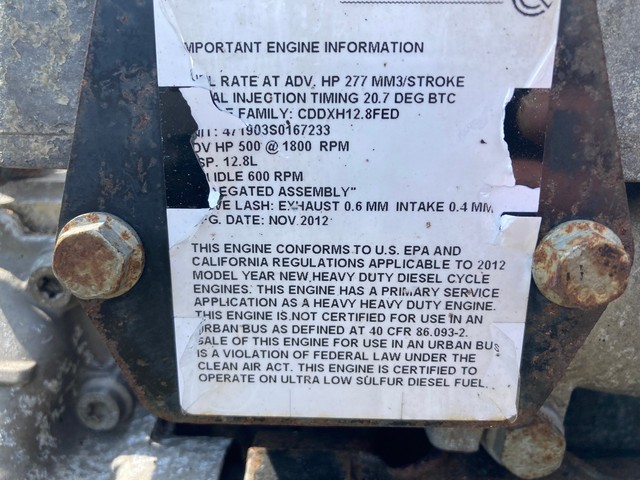 MPORTANT ENGINE INFORMATION
RATE AT ADV. HP 277 MM3/STROKE
INJECTION TIMING 20.7 DEG BTC
FAMILY: CDDXH12.8FED
471903S0167233
DV HP 500 @ 1800 RPM
SP. 12.8L
IDLE 600 RPM
EGATED ASSEMBLY"
VE LASH: EXHAUST 0.6 MM INTAKE 0.4 MM
FG. DATE: NOV 2012
THIS ENGINE CONFORMS TO U.S. EPA AND
CALIFORNIA REGULATIONS APPLICABLE TO 2012
MODEL YEAR NEW HEAVY DUTY DIESEL CYCLE
ENGINES. THIS ENGINE HAS A PRIMARY SERVICE
APPLICATION AS A HEAVY HEAVY DUTY ENGINE.
THIS ENGINE IS NOT CERTIFIED FOR USE IN AN
URBAN BUS AS DEFINED AT 40 CFR 86.093-2.
SALE OF THIS ENGINE FOR USE IN AN URBAN BUS
IS A VIOLATION OF FEDERAL LAW UNDER THE
CLEAN AIR ACT. THIS ENGINE IS CERTIFIED TO
OPERATE ON ULTRA LOW SULFUR DIESEL FUEL.